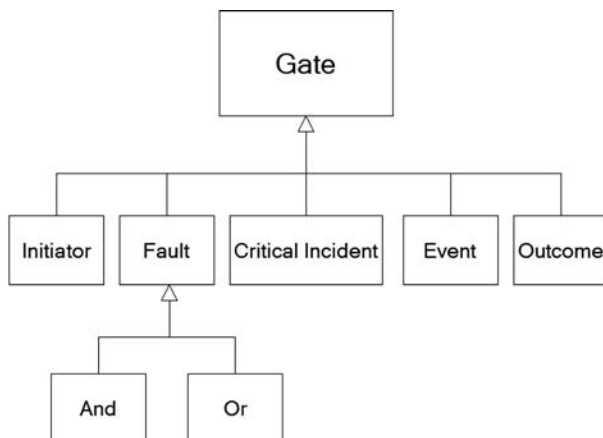 Gate
Initiator
Fault
Critical Incident
Event
Outcome
And
Or